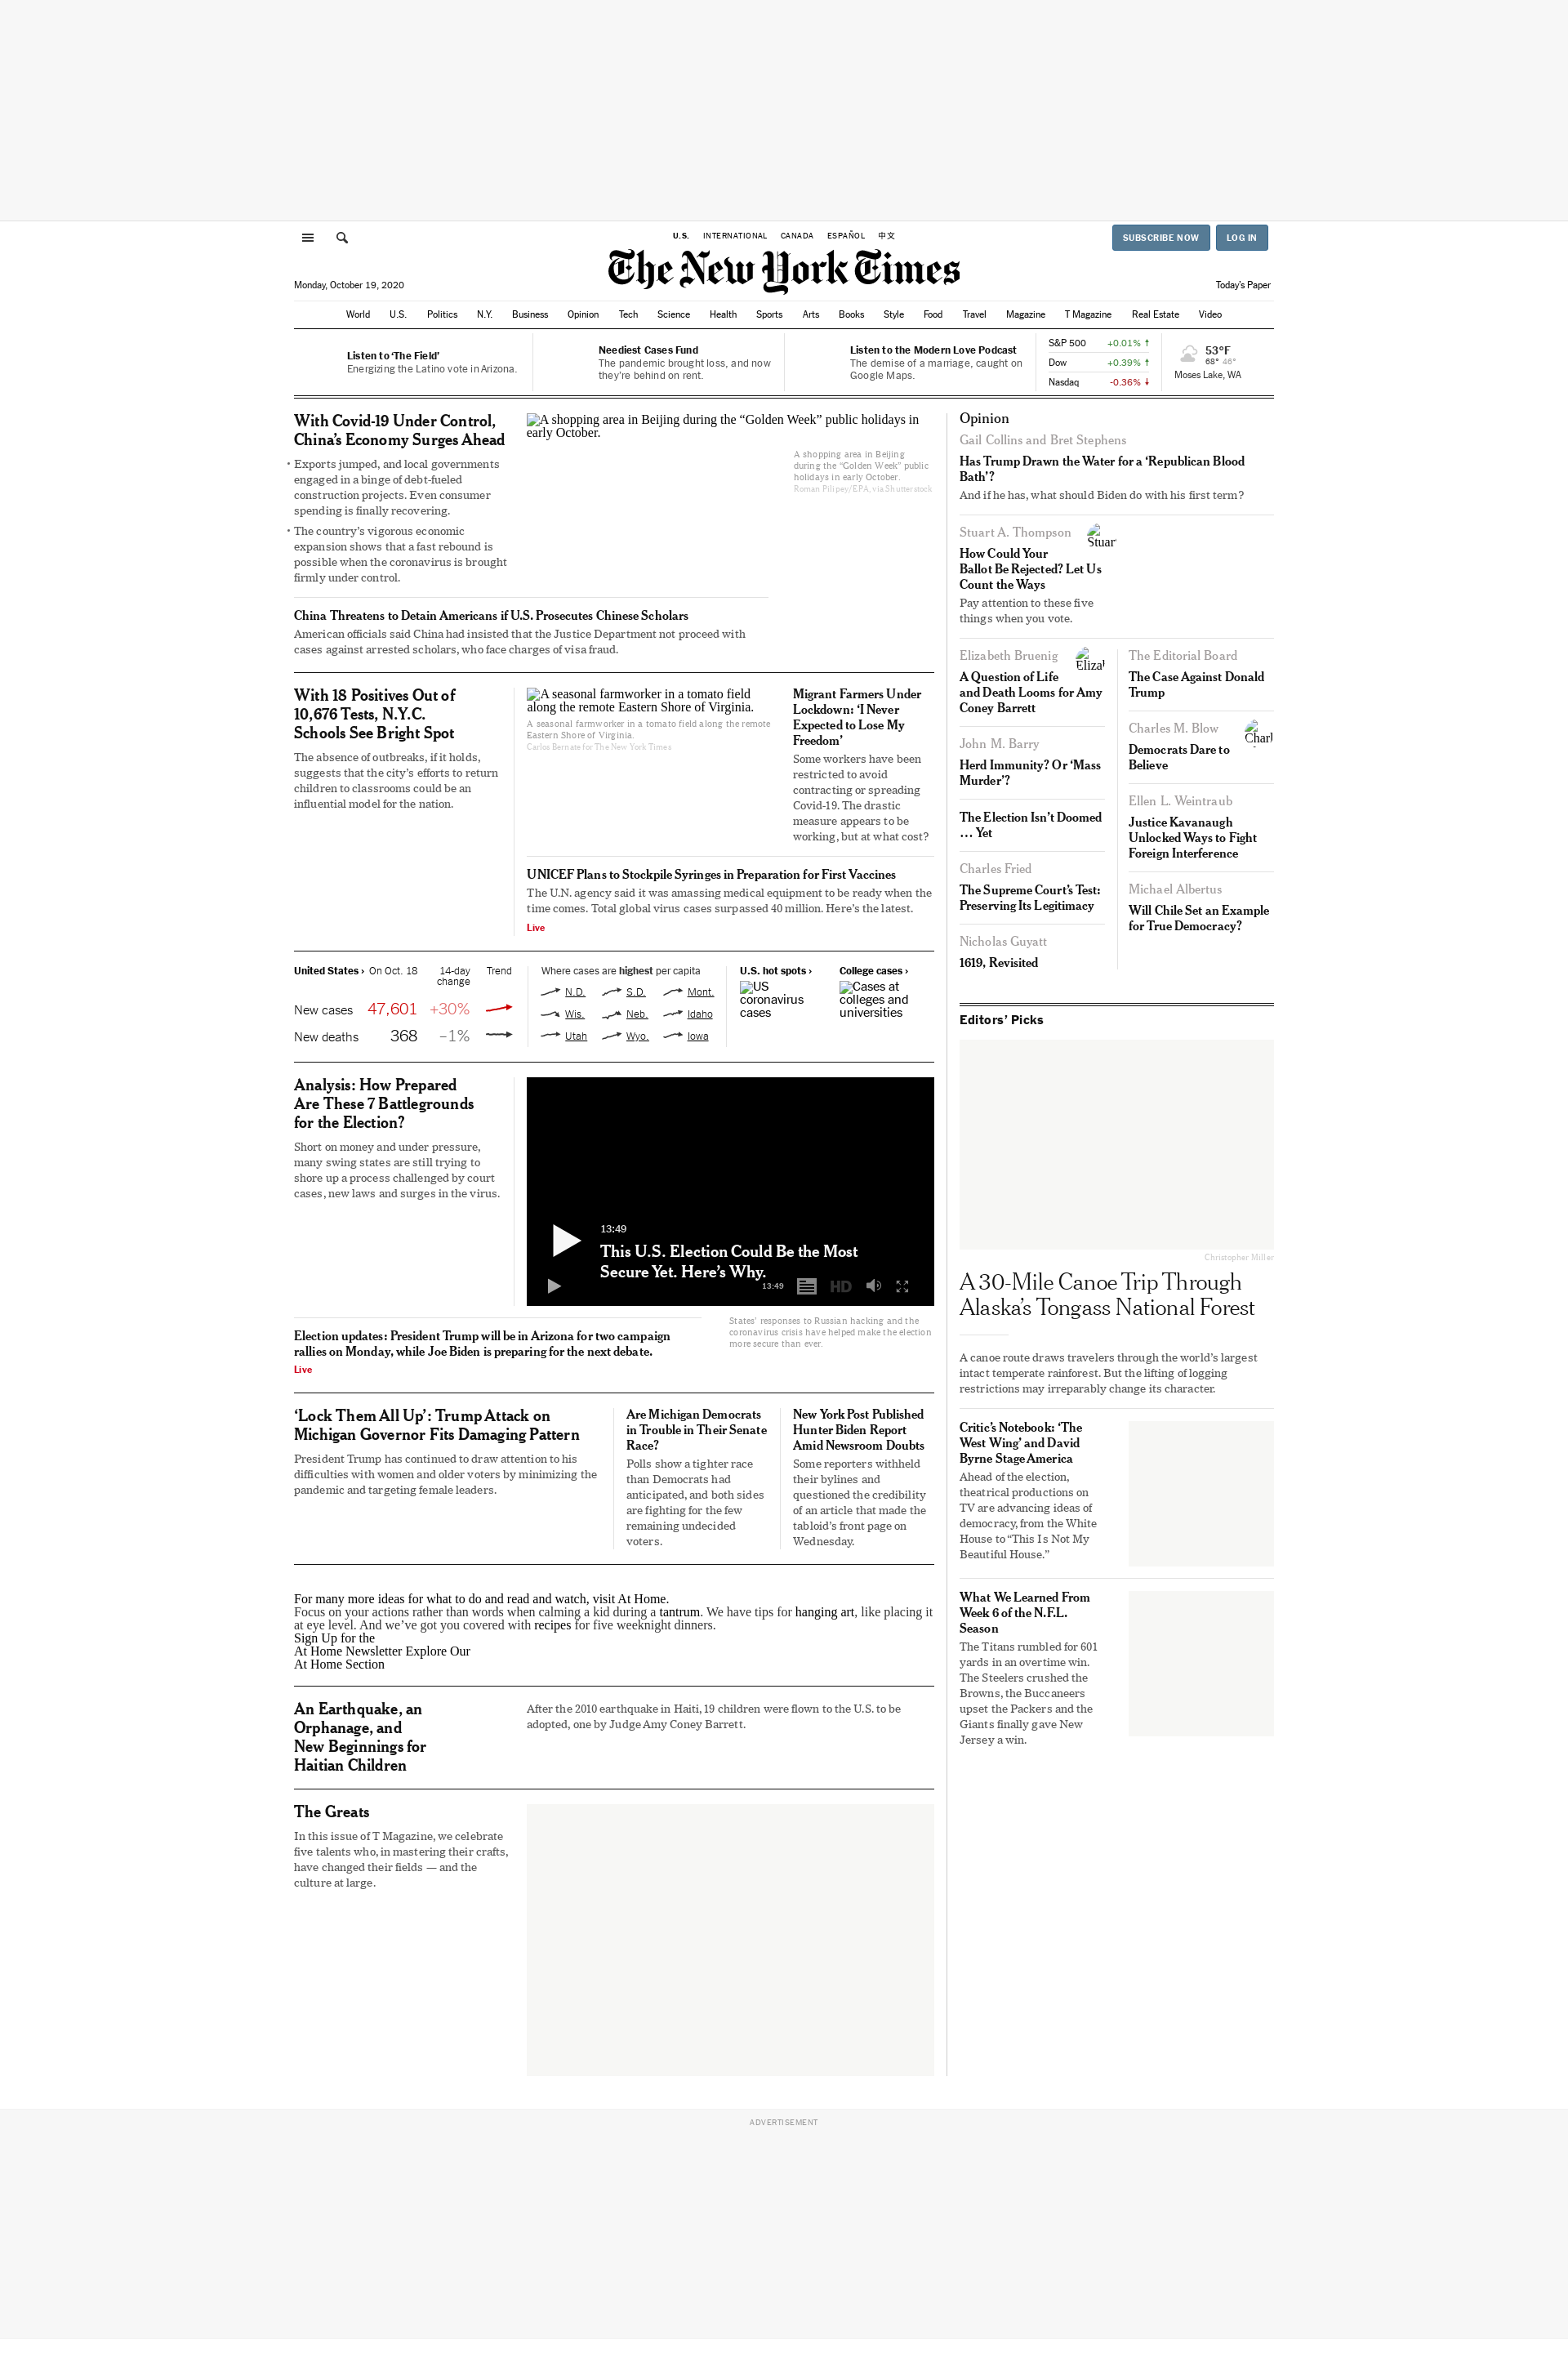 U.S. INTERNATIONAL CANADA ESPAÑOL 中文
SUBSCRIBE NOW LOG IN
The New York Times
Monday, October 19, 2020
Today's Paper
World U.S. Politics N.Y. Business Opinion Tech Science Health Sports Arts Books Style Food Travel Magazine T Magazine Real Estate Video
Listen to 'The Field'
Energizing the Latino vote in Arizona.
Neediest Cases Fund
The pandemic brought loss, and now
they're behind on rent.
Listen to the Modern Love Podcast
The demise of a marriage, caught on
Google Maps.
S&P 500 +0.01%
Dow +0.39%
Nasdaq -0.36%
53°F
68° 46°
Moses Lake, WA
With Covid-19 Under Control,
China's Economy Surges Ahead
• Exports jumped, and local governments
engaged in a binge of debt-fueled
construction projects. Even consumer
spending is finally recovering.
• The country's vigorous economic
expansion shows that a fast rebound is
possible when the coronavirus is brought
firmly under control.
A shopping area in Beijing during the “Golden Week” public holidays in
early October.
A shopping area in Beijing
during the “Golden Week” public
holidays in early October.
Roman Pilipey/EPA, via Shutterstock
China Threatens to Detain Americans if U.S. Prosecutes Chinese Scholars
American officials said China had insisted that the Justice Department not proceed with
cases against arrested scholars, who face charges of visa fraud.
With 18 Positives Out of
10,676 Tests, N.Y.C.
Schools See Bright Spot
The absence of outbreaks, if it holds,
suggests that the city's efforts to return
children to classrooms could be an
influential model for the nation.
A seasonal farmworker in a tomato field
along the remote Eastern Shore of Virginia.
A seasonal farmworker in a tomato field along the remote
Eastern Shore of Virginia.
Carlos Bernate for The New York Times
Migrant Farmers Under
Lockdown: 'I Never
Expected to Lose My
Freedom'
Some workers have been
restricted to avoid
contracting or spreading
Covid-19. The drastic
measure appears to be
working, but at what cost?
UNICEF Plans to Stockpile Syringes in Preparation for First Vaccines
The U.N. agency said it was amassing medical equipment to be ready when the
time comes. Total global virus cases surpassed 40 million. Here's the latest.
Live
United States › On Oct. 18 14-day
change Trend
New cases 47,601 +30%
New deaths 368 –1%
Where cases are highest per capita
N.D. S.D. Mont.
Wis. Neb. Idaho
Utah Wyo. Iowa
U.S. hot spots ›
US
coronavirus
cases
College cases ›
Cases at
colleges and
universities
Analysis: How Prepared
Are These 7 Battlegrounds
for the Election?
Short on money and under pressure,
many swing states are still trying to
shore up a process challenged by court
cases, new laws and surges in the virus.
13:49
This U.S. Election Could Be the Most
Secure Yet. Here's Why.
13:49 HD
States' responses to Russian hacking and the
coronavirus crisis have helped make the election
more secure than ever.
Election updates: President Trump will be in Arizona for two campaign
rallies on Monday, while Joe Biden is preparing for the next debate.
Live
'Lock Them All Up': Trump Attack on
Michigan Governor Fits Damaging Pattern
President Trump has continued to draw attention to his
difficulties with women and older voters by minimizing the
pandemic and targeting female leaders.
Are Michigan Democrats
in Trouble in Their Senate
Race?
Polls show a tighter race
than Democrats had
anticipated, and both sides
are fighting for the few
remaining undecided
voters.
New York Post Published
Hunter Biden Report
Amid Newsroom Doubts
Some reporters withheld
their bylines and
questioned the credibility
of an article that made the
tabloid's front page on
Wednesday.
For many more ideas for what to do and read and watch, visit At Home.
Focus on your actions rather than words when calming a kid during a tantrum. We have tips for hanging art, like placing it
at eye level. And we've got you covered with recipes for five weeknight dinners.
Sign Up for the
At Home Newsletter Explore Our
At Home Section
An Earthquake, an
Orphanage, and
New Beginnings for
Haitian Children
After the 2010 earthquake in Haiti, 19 children were flown to the U.S. to be
adopted, one by Judge Amy Coney Barrett.
The Greats
In this issue of T Magazine, we celebrate
five talents who, in mastering their crafts,
have changed their fields — and the
culture at large.
Opinion
Gail Collins and Bret Stephens
Has Trump Drawn the Water for a 'Republican Blood
Bath'?
And if he has, what should Biden do with his first term?
Stuart A. Thompson
How Could Your
Ballot Be Rejected? Let Us
Count the Ways
Pay attention to these five
things when you vote.
Stuar
Elizabeth Bruenig
A Question of Life
and Death Looms for Amy
Coney Barrett
Elizal
John M. Barry
Herd Immunity? Or 'Mass
Murder'?
The Election Isn't Doomed
… Yet
Charles Fried
The Supreme Court's Test:
Preserving Its Legitimacy
Nicholas Guyatt
1619, Revisited
The Editorial Board
The Case Against Donald
Trump
Charles M. Blow
Democrats Dare to
Believe
Charl
Ellen L. Weintraub
Justice Kavanaugh
Unlocked Ways to Fight
Foreign Interference
Michael Albertus
Will Chile Set an Example
for True Democracy?
Editors' Picks
Christopher Miller
A 30-Mile Canoe Trip Through
Alaska's Tongass National Forest
A canoe route draws travelers through the world's largest
intact temperate rainforest. But the lifting of logging
restrictions may irreparably change its character.
Critic's Notebook: 'The
West Wing' and David
Byrne Stage America
Ahead of the election,
theatrical productions on
TV are advancing ideas of
democracy, from the White
House to “This Is Not My
Beautiful House.”
What We Learned From
Week 6 of the N.F.L.
Season
The Titans rumbled for 601
yards in an overtime win.
The Steelers crushed the
Browns, the Buccaneers
upset the Packers and the
Giants finally gave New
Jersey a win.
ADVERTISEMENT